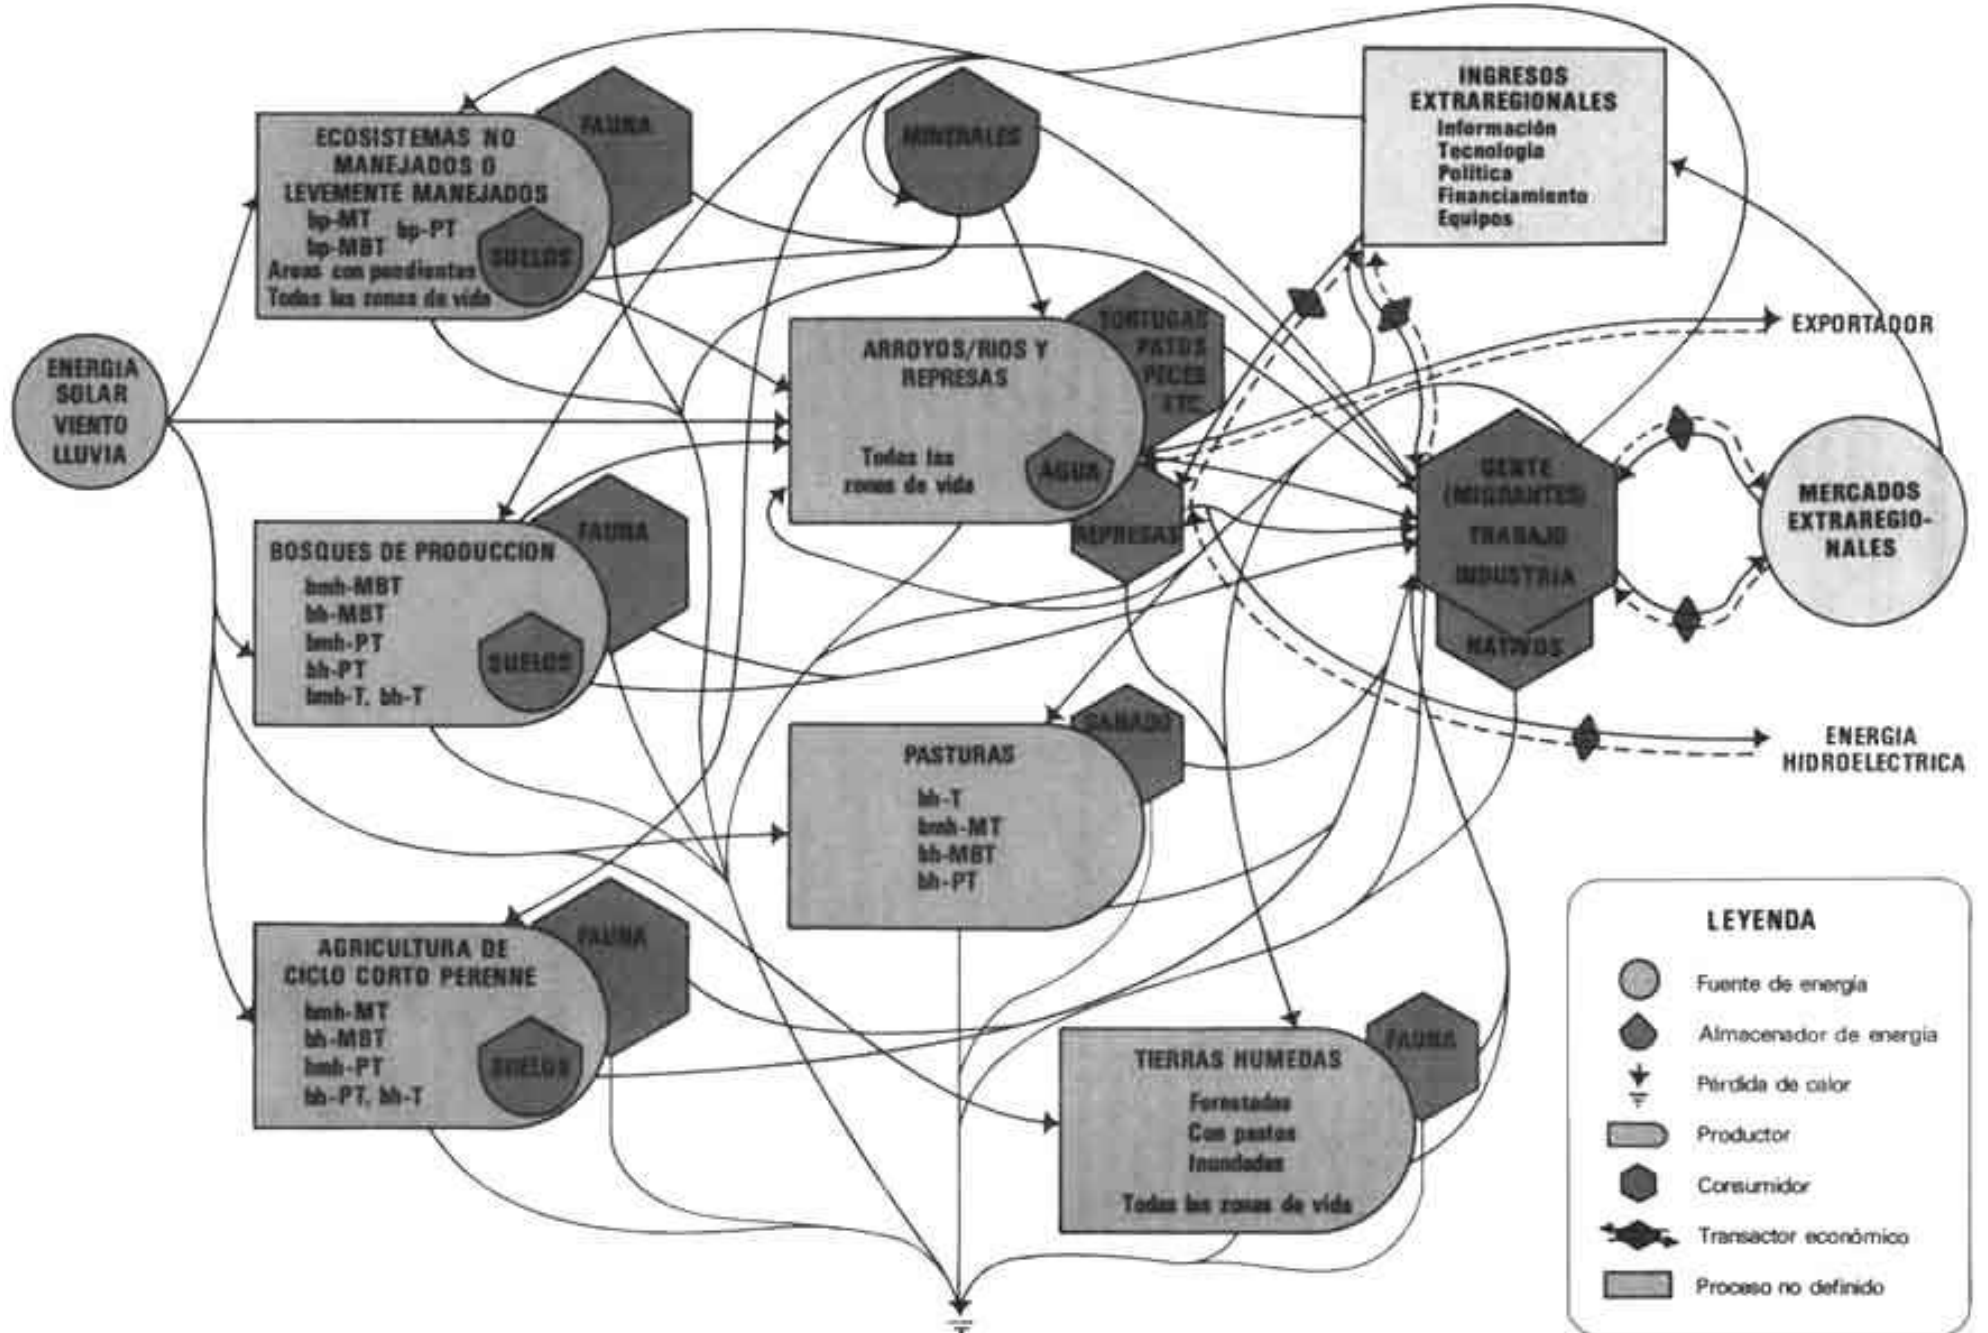 ENERGIA
SOLAR
VIENTO
LLUVIA
ECOSISTEMAS NO
MANEJADOS O
LEVEMENTE MANEJADOS
bp-MT
bp-PT
bp-MBT
Areas con pendientes
Todas las zonas de vida
SUELOS
FAUNA
MINERALES
INGRESOS
EXTRAREGIONALES
Información
Tecnología
Política
Financiamiento
Equipos
ARROYOS/RIOS Y
REPRESAS
Todas las
zonas de vida
AGUA
TORTUGAS
PATOS
PECES
ETC.
REPRESAS
EXPORTADOR
GENTE
(MIGRANTES)
TRABAJO
INDUSTRIA
NATIVOS
MERCADOS
EXTRAREGIO-
NALES
ENERGIA
HIDROELECTRICA
BOSQUES DE PRODUCCION
bmh-MBT
bh-MBT
bmh-PT
bh-PT
bmh-T, bh-T
SUELOS
FAUNA
PASTURAS
bh-T
bmh-MT
bh-MBT
bh-PT
GANADO
AGRICULTURA DE
CICLO CORTO PERENNE
bmh-MT
bh-MBT
bmh-PT
bh-PT, bh-T
SUELOS
FAUNA
TIERRAS HUMEDAS
Forestadas
Con pastos
Inundadas
Todas las zonas de vida
FAUNA
LEYENDA
Fuente de energía
Almacenador de energía
Pérdida de calor
Productor
Consumidor
Transactor económico
Proceso no definido